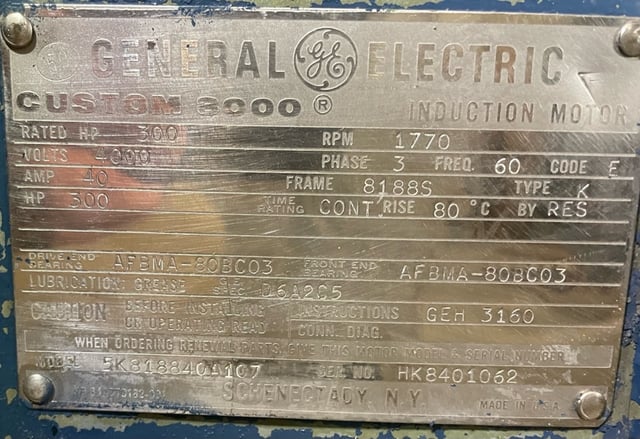 GENERAL GE ELECTRIC
CUSTOM 8000 ® INDUCTION MOTOR
RATED HP 300 RPM 1770
VOLTS 4000 PHASE 3 FREQ. 60 CODE E
AMP 40 FRAME 8188S TYPE K
HP 300 TIME RATING CONT RISE 80 °C BY RES
DRIVE END BEARING AFBMA-80BC03 FRONT END BEARING AFBMA-80BC03
LUBRICATION: GREASE SPEC D6A2C5
CAUTION BEFORE INSTALLING OR OPERATING READ INSTRUCTIONS GEH 3160
CONN. DIAG.
WHEN ORDERING RENEWAL PARTS, GIVE THIS MOTOR MODEL & SERIAL NUMBER
MODEL 5K818840A107 SER NO. HK8401062
SCHENECTADY, N.Y. MADE IN U.S.A.